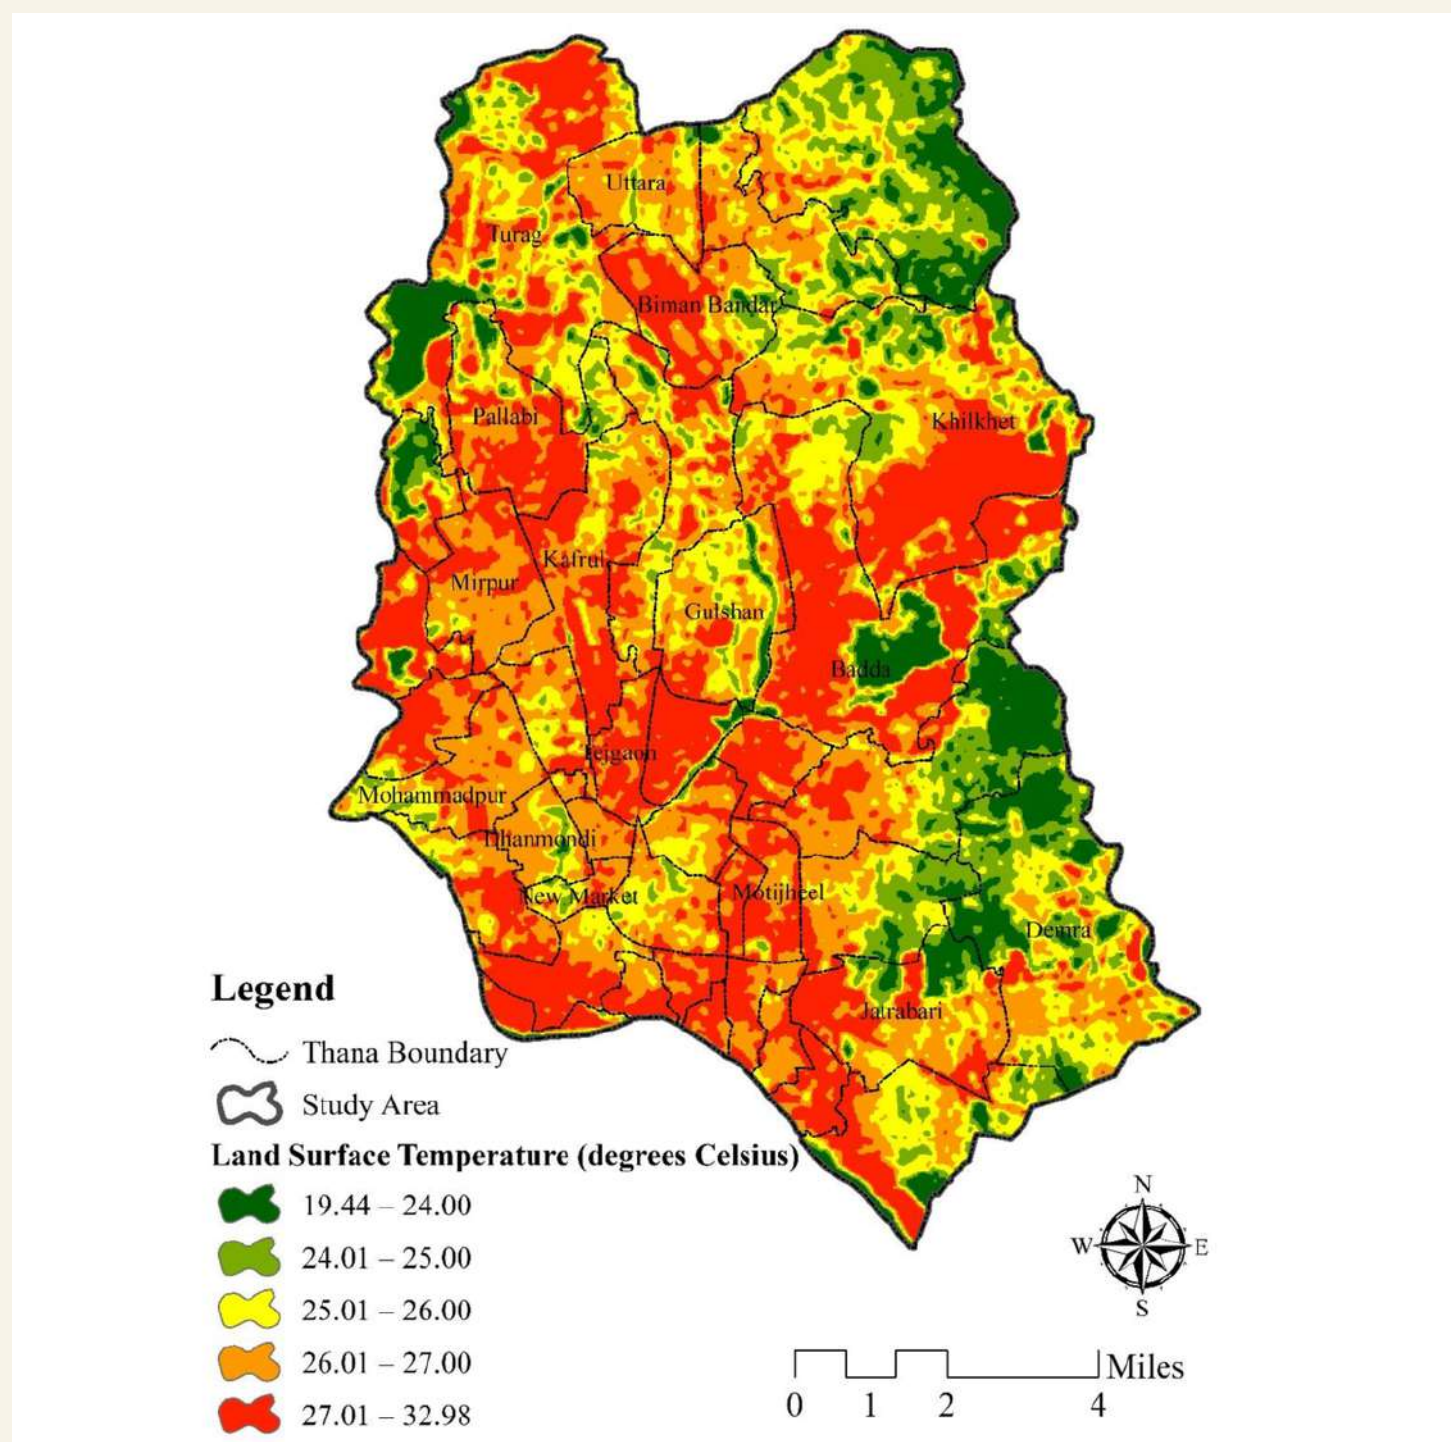 Uttara
Turag
Biman Bandar
Pallabi
Khilkhet
Kafrul
Mirpur
Gulshan
Badda
Tejgaon
Mohammadpur
Dhanmondi
New Market
Motijheel
Demra
Jatrabari
Legend
Thana Boundary
Study Area
Land Surface Temperature (degrees Celsius)
19.44 – 24.00
24.01 – 25.00
25.01 – 26.00
26.01 – 27.00
27.01 – 32.98
N
W E
S
Miles
0 1 2 4